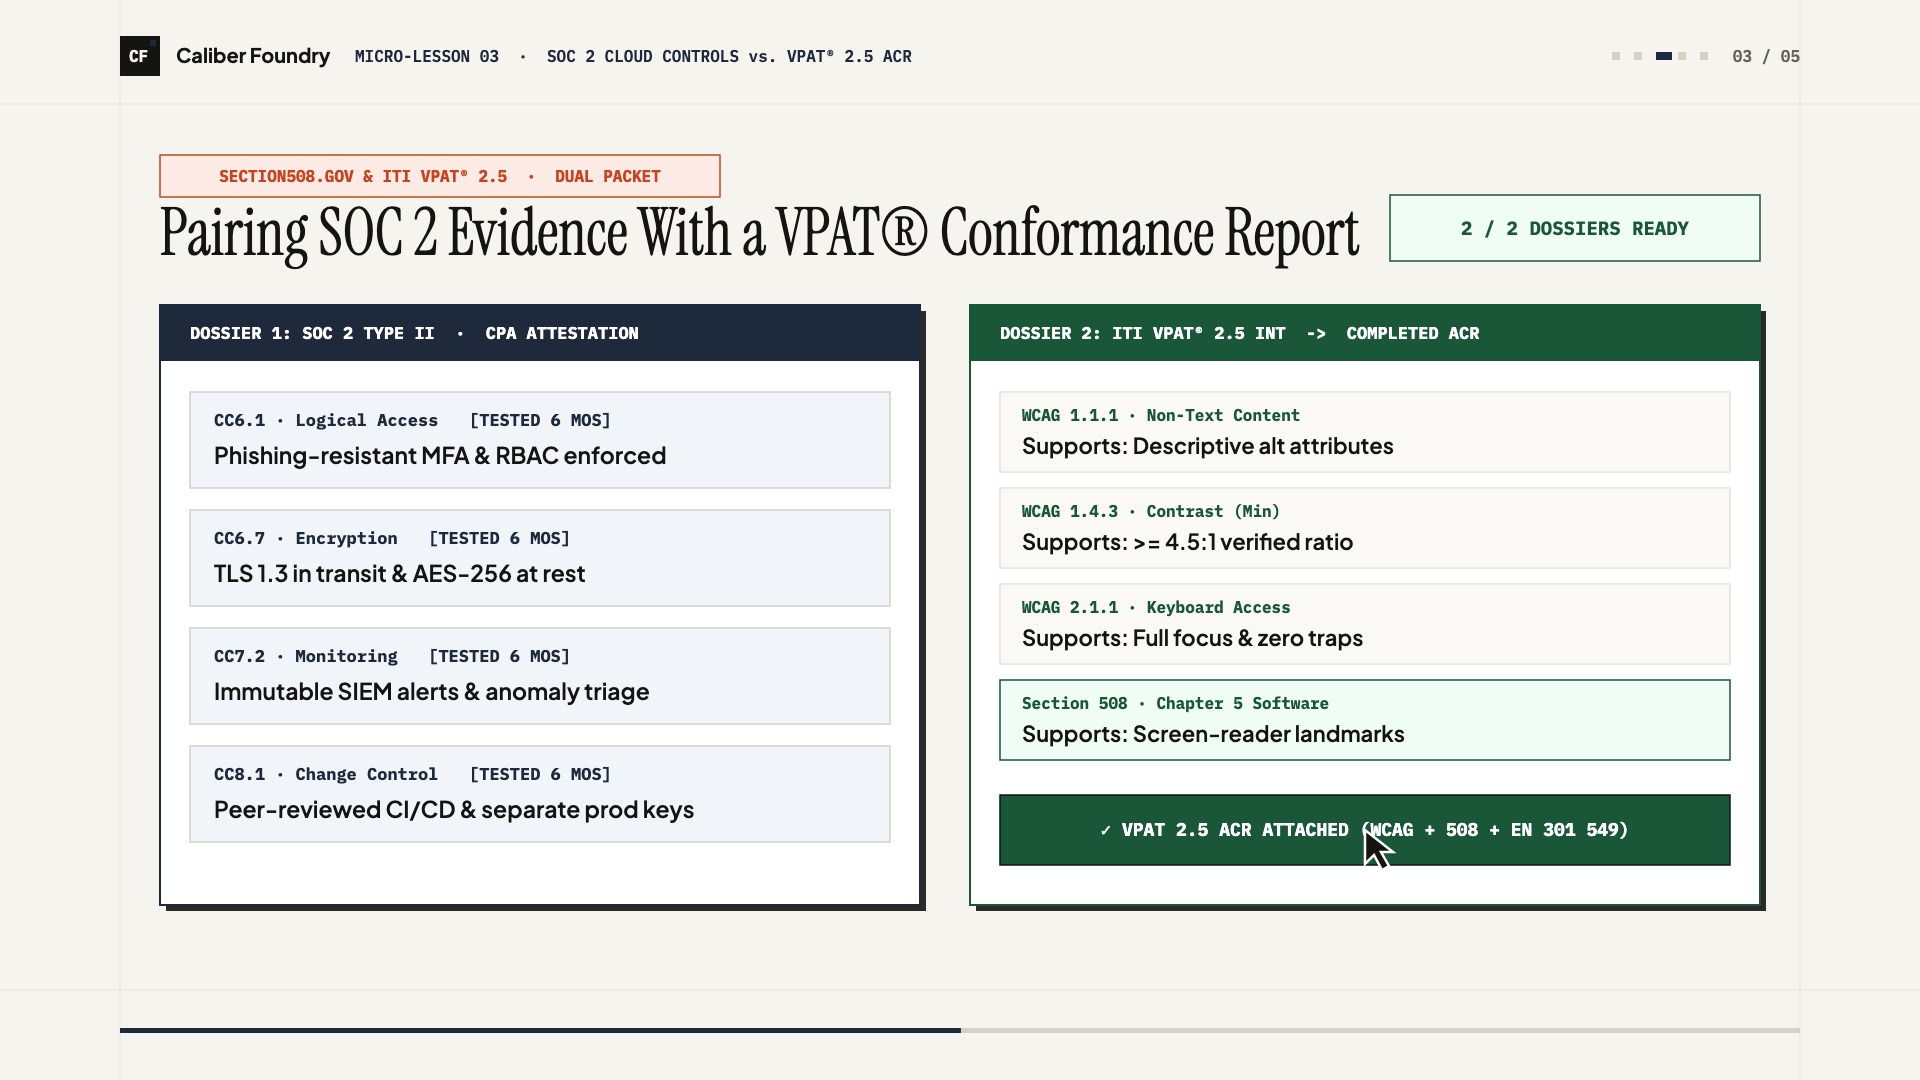 CF
Caliber Foundry
MICRO-LESSON 03 · SOC 2 CLOUD CONTROLS vs. VPAT® 2.5 ACR
03 / 05
SECTION508.GOV & ITI VPAT® 2.5 · DUAL PACKET
Pairing SOC 2 Evidence With a VPAT® Conformance Report
2 / 2 DOSSIERS READY
DOSSIER 1: SOC 2 TYPE II · CPA ATTESTATION
CC6.1 · Logical Access [TESTED 6 MOS]
Phishing-resistant MFA & RBAC enforced
CC6.7 · Encryption [TESTED 6 MOS]
TLS 1.3 in transit & AES-256 at rest
CC7.2 · Monitoring [TESTED 6 MOS]
Immutable SIEM alerts & anomaly triage
CC8.1 · Change Control [TESTED 6 MOS]
Peer-reviewed CI/CD & separate prod keys
DOSSIER 2: ITI VPAT® 2.5 INT -> COMPLETED ACR
WCAG 1.1.1 · Non-Text Content
Supports: Descriptive alt attributes
WCAG 1.4.3 · Contrast (Min)
Supports: >= 4.5:1 verified ratio
WCAG 2.1.1 · Keyboard Access
Supports: Full focus & zero traps
Section 508 · Chapter 5 Software
Supports: Screen-reader landmarks
✓ VPAT 2.5 ACR ATTACHED (WCAG + 508 + EN 301 549)